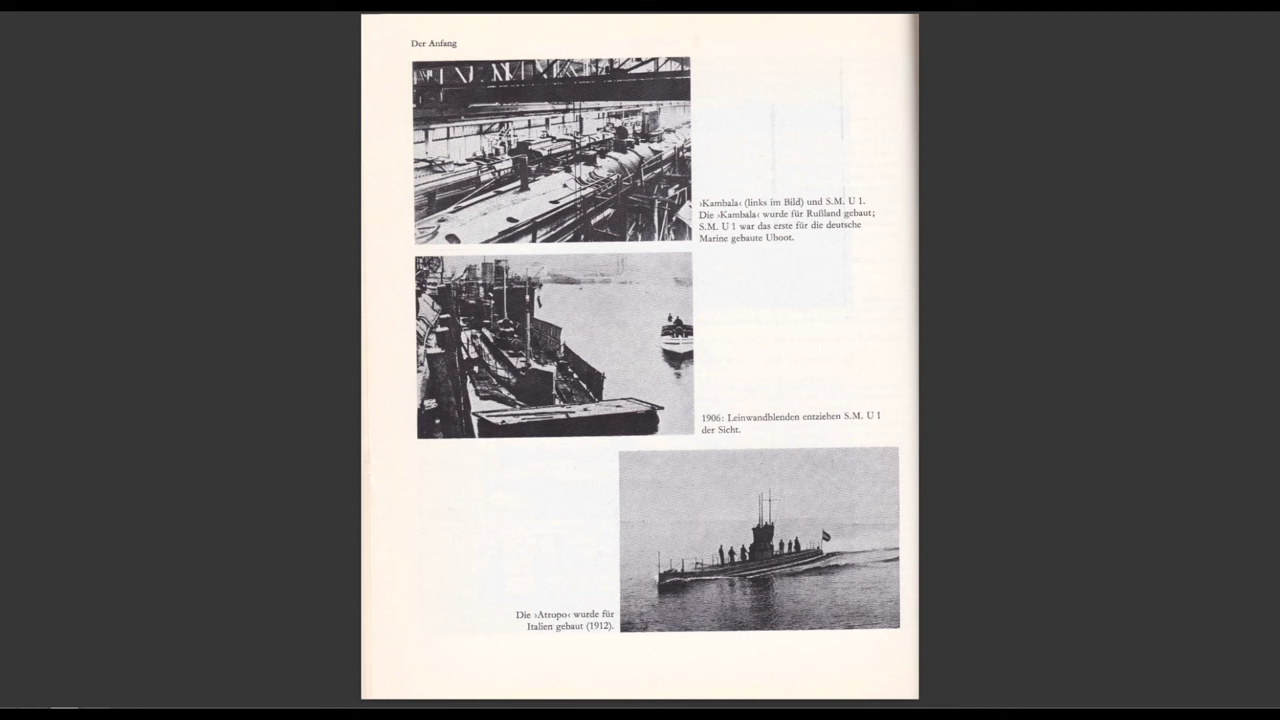 Der Anfang
›Kambala‹ (links im Bild) und S.M. U 1.
Die ›Kambala‹ wurde für Rußland gebaut;
S.M. U 1 war das erste für die deutsche
Marine gebaute Uboot.
1906: Leinwandblenden entziehen S.M. U 1
der Sicht.
Die ›Atropo‹ wurde für
Italien gebaut (1912).